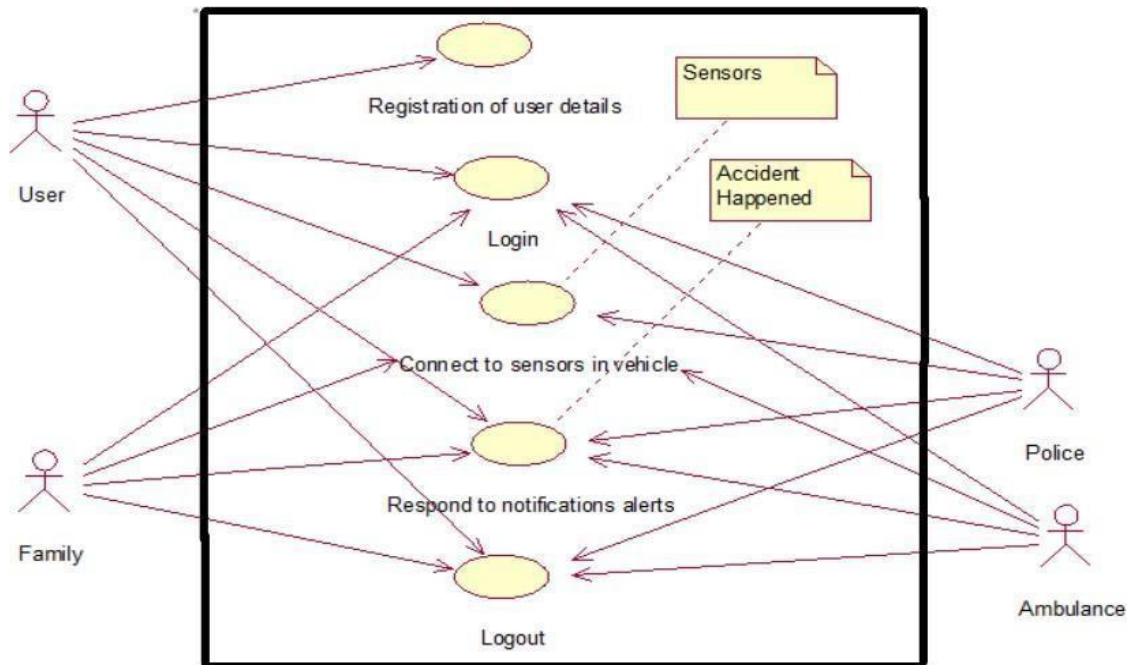 Registration of user details
Sensors
User
Accident
Happened
Login
Connect to sensors in vehicle
Police
Respond to notifications alerts
Family
Ambulance
Logout